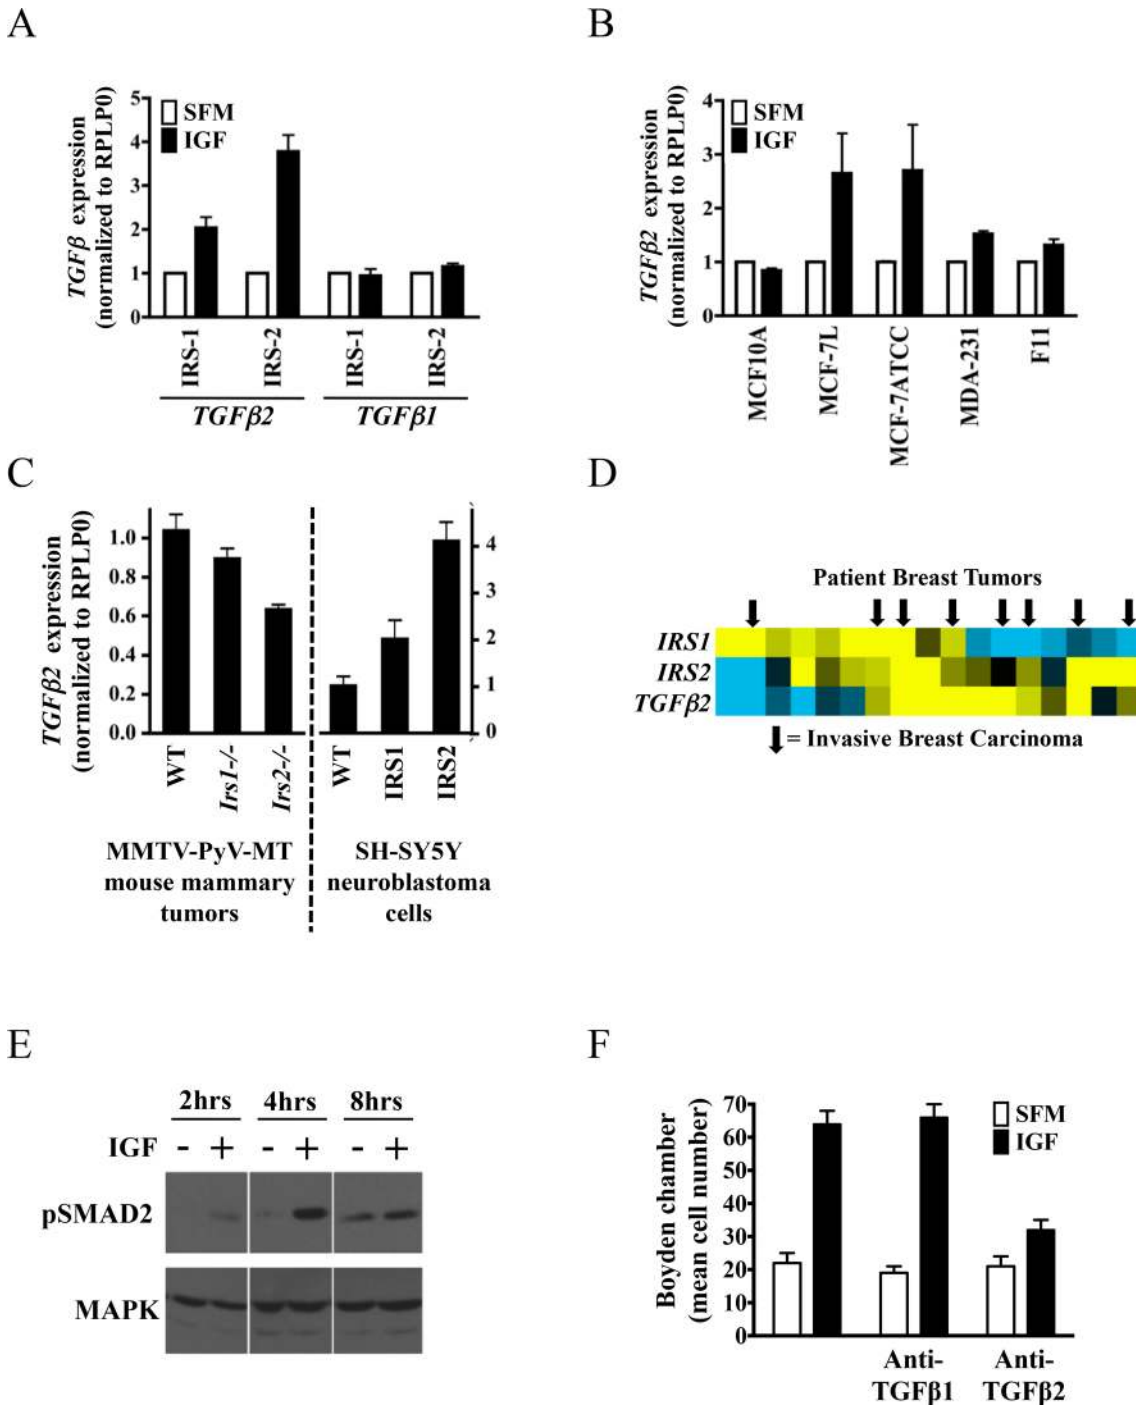 A
TGFβ expression
(normalized to RPLP0)
5
4
3
2
1
0
SFM
IGF
IRS-1
IRS-2
IRS-1
IRS-2
TGFβ2
TGFβ1
B
TGFβ2 expression
(normalized to RPLP0)
4
3
2
1
0
SFM
IGF
MCF10A
MCF-7L
MCF-7ATCC
MDA-231
F11
C
TGFβ2 expression
(normalized to RPLP0)
1.0
0.8
0.6
0.4
0.2
0.0
4
3
2
1
0
WT
Irs1-/-
Irs2-/-
WT
IRS1
IRS2
MMTV-PyV-MT
mouse mammary
tumors
SH-SY5Y
neuroblastoma
cells
D
Patient Breast Tumors
IRS1
IRS2
TGFβ2
= Invasive Breast Carcinoma
E
2hrs 4hrs 8hrs
IGF - + - + - +
pSMAD2
MAPK
F
Boyden chamber
(mean cell number)
70
60
50
40
30
20
10
0
SFM
IGF
Anti-
TGFβ1
Anti-
TGFβ2